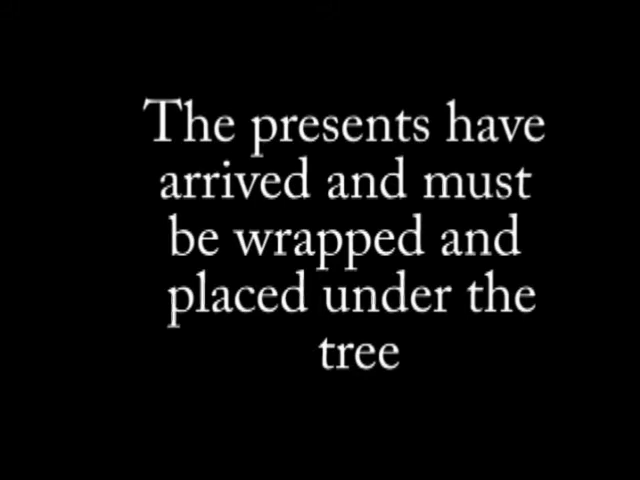 The presents have
arrived and must
be wrapped and
placed under the
tree